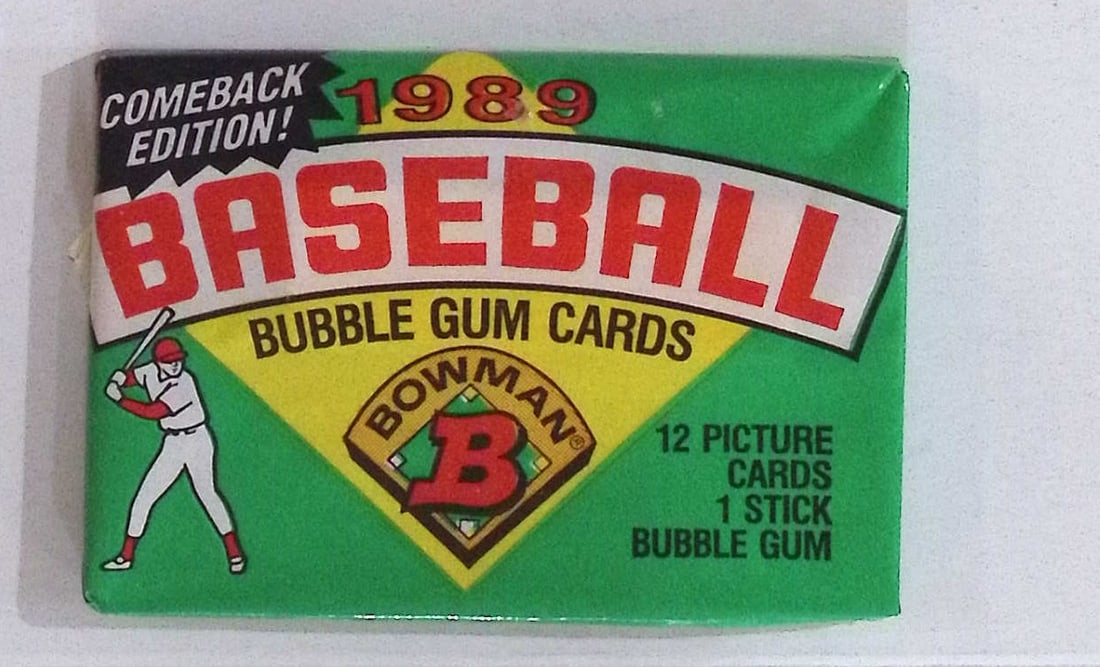 COMEBACK
EDITION!
1989
BASEBALL
BUBBLE GUM CARDS
BOWMAN®
B
12 PICTURE
CARDS
1 STICK
BUBBLE GUM